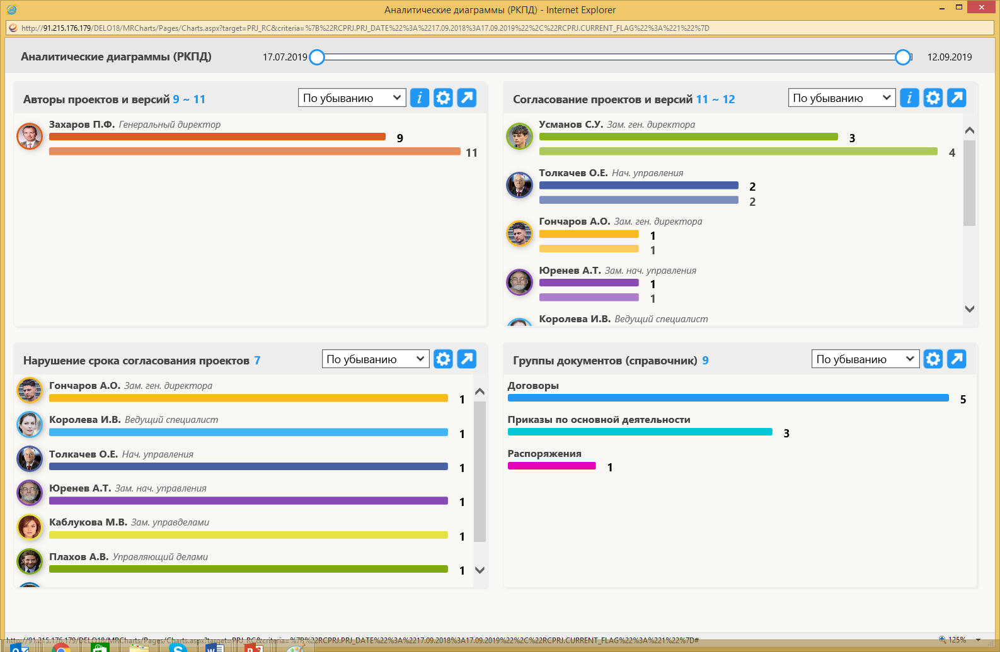 Аналитические диаграммы (РКПД) - Internet Explorer
http://91.215.176.179/DELO18/MRCharts/Pages/Charts.aspx?target=PRJ_RC&criteria=%7B%22RCPRJ.PRJ_DATE%22%3A%2217.09.2018%3A17.09.2019%22%2C%22RCPRJ.CURRENT_FLAG%22%3A%221%22%7D
Аналитические диаграммы (РКПД) 17.07.2019 12.09.2019
Авторы проектов и версий 9 ~ 11 По убыванию
Захаров П.Ф. Генеральный директор
9
11
Согласование проектов и версий 11 ~ 12 По убыванию
Усманов С.У. Зам. ген. директора
3
4
Толкачев О.Е. Нач. управления
2
2
Гончаров А.О. Зам. ген. директора
1
1
Юренев А.Т. Зам. нач. управления
1
1
Королева И.В. Ведущий специалист
Нарушение срока согласования проектов 7 По убыванию
Гончаров А.О. Зам. ген. директора
1
Королева И.В. Ведущий специалист
1
Толкачев О.Е. Нач. управления
1
Юренев А.Т. Зам. нач. управления
1
Каблукова М.В. Зам. управделами
1
Плахов А.В. Управляющий делами
1
Группы документов (справочник) 9 По убыванию
Договоры
5
Приказы по основной деятельности
3
Распоряжения
1
http://91.215.176.179/DELO18/MRCharts/Pages/Charts.aspx?target=PRJ_RC&criteria=%7B%22RCPRJ.PRJ_DATE%22%3A%2217.09.2018%3A17.09.2019%22%2C%22RCPRJ.CURRENT_FLAG%22%3A%221%22%7D# 125%